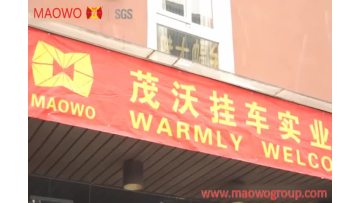 MAOWO SGS
茂沃挂车实业
MAOWO WARMLY WELCO
www.maowogroup.com